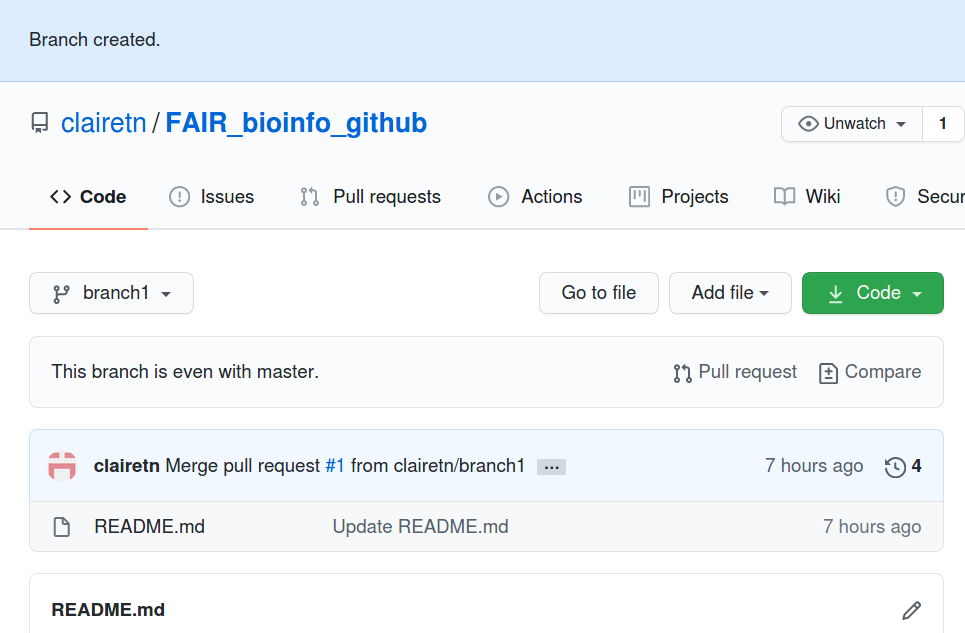 Branch created.
clairetn / FAIR_bioinfo_github
Unwatch 1
Code Issues Pull requests Actions Projects Wiki Secur
branch1 Go to file Add file Code
This branch is even with master. Pull request Compare
clairetn Merge pull request #1 from clairetn/branch1 ... 7 hours ago 4
README.md Update README.md 7 hours ago
README.md